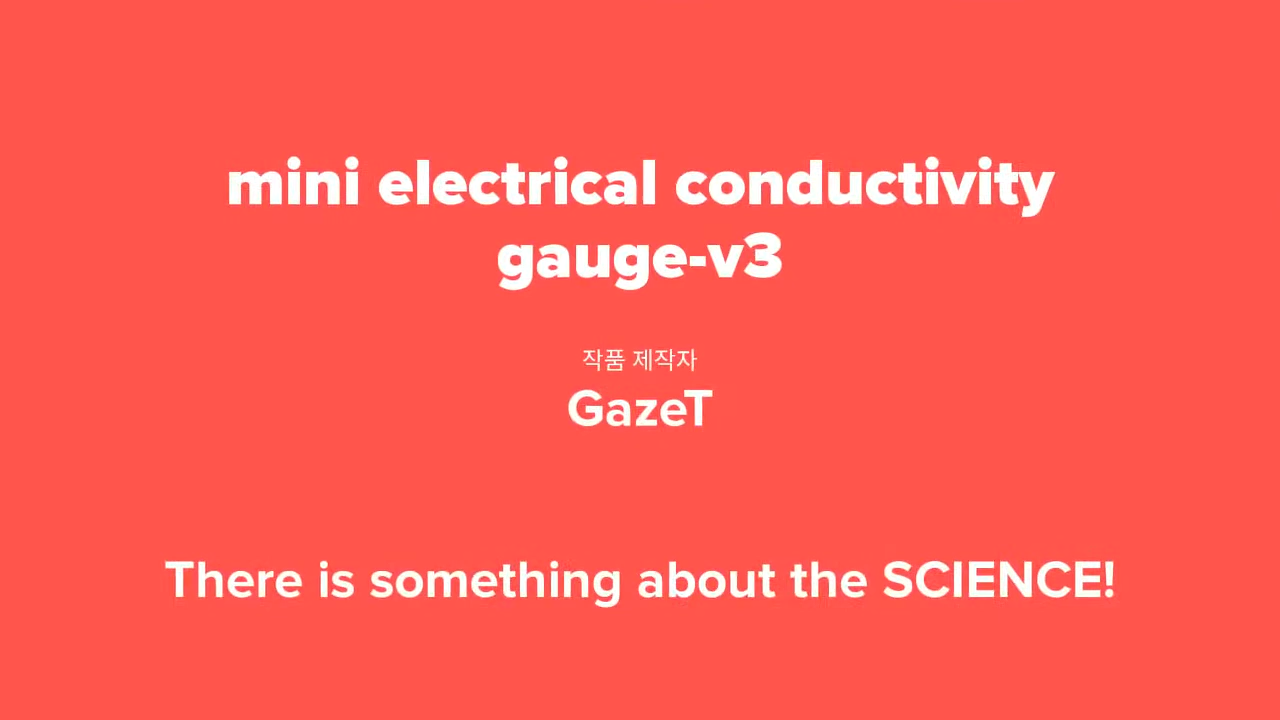 mini electrical conductivity
gauge-v3
작품 제작자
GazeT
There is something about the SCIENCE!